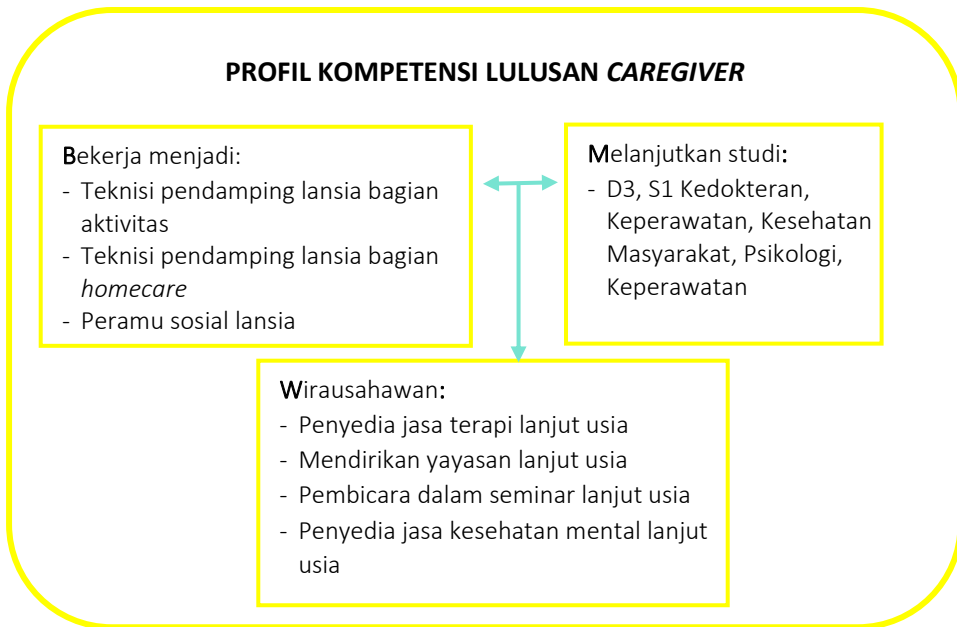 PROFIL KOMPETENSI LULUSAN CAREGIVER
Bekerja menjadi:
- Teknisi pendamping lansia bagian
aktivitas
- Teknisi pendamping lansia bagian
homecare
- Peramu sosial lansia
Melanjutkan studi:
- D3, S1 Kedokteran,
Keperawatan, Kesehatan
Masyarakat, Psikologi,
Keperawatan
Wirausahawan:
- Penyedia jasa terapi lanjut usia
- Mendirikan yayasan lanjut usia
- Pembicara dalam seminar lanjut usia
- Penyedia jasa kesehatan mental lanjut
usia